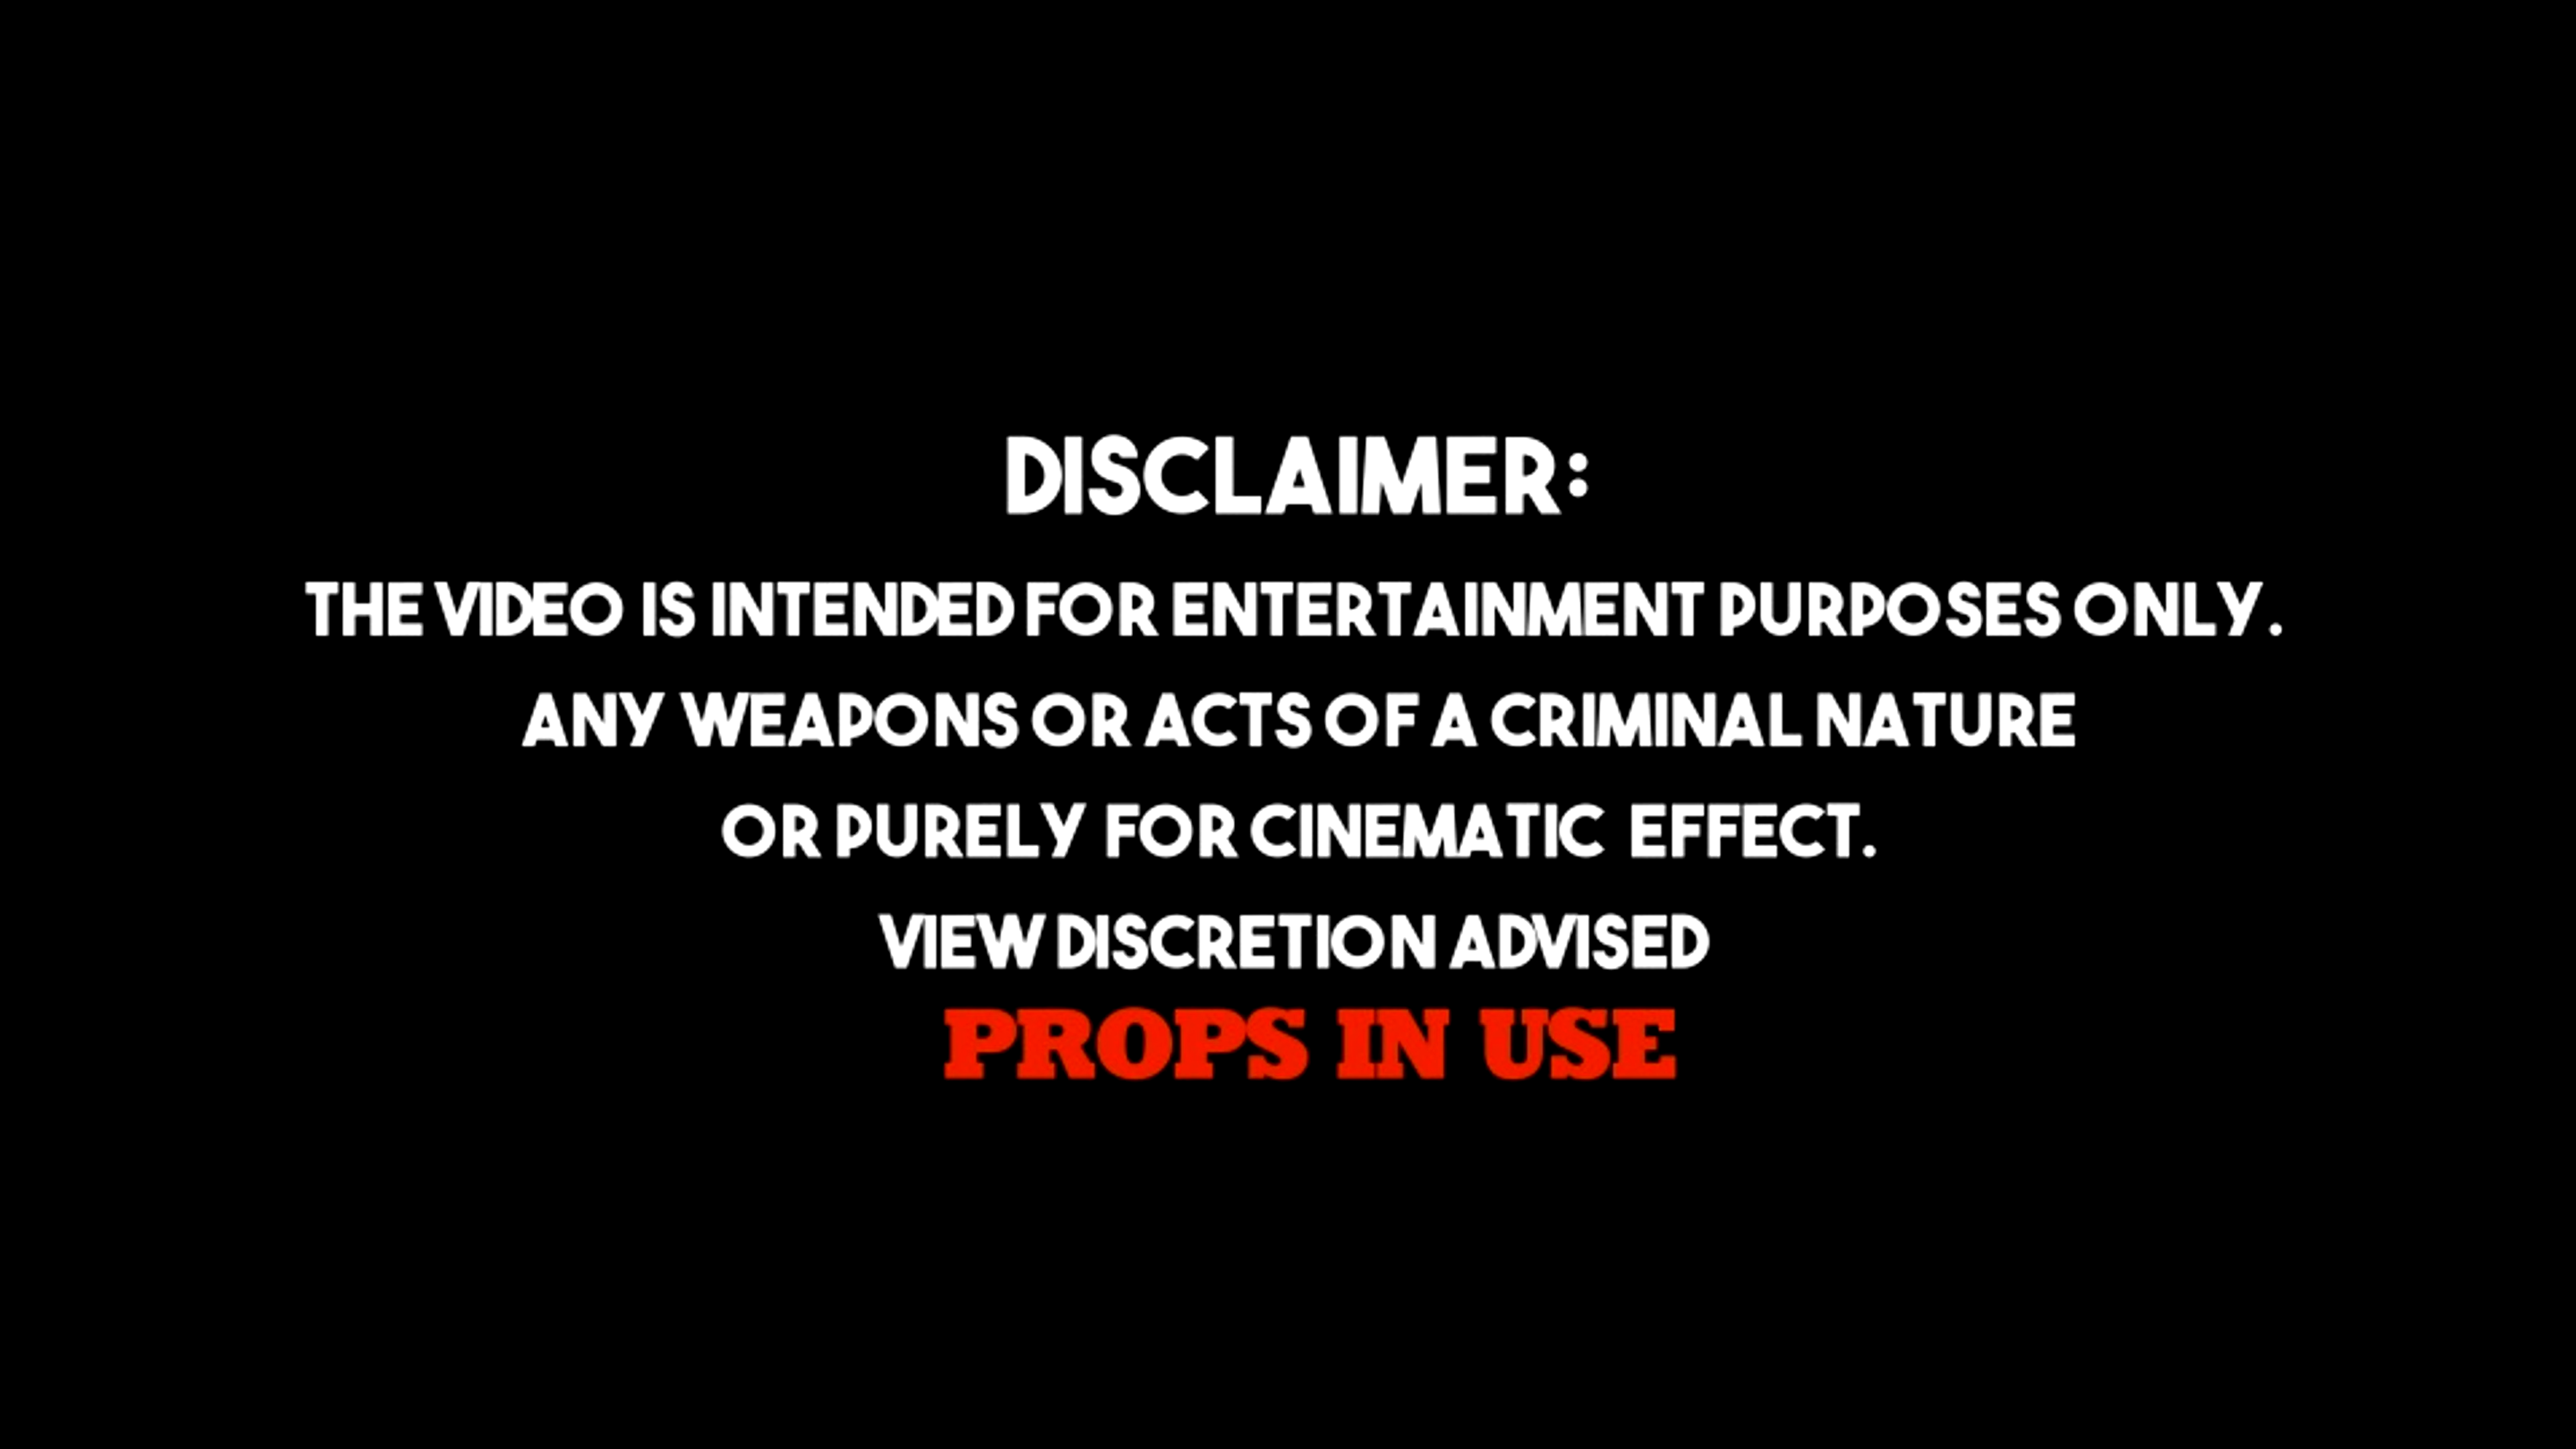 DISCLAIMER:
THE VIDEO IS INTENDED FOR ENTERTAINMENT PURPOSES ONLY.
ANY WEAPONS OR ACTS OF A CRIMINAL NATURE
OR PURELY FOR CINEMATIC EFFECT.
VIEW DISCRETION ADVISED
PROPS IN USE